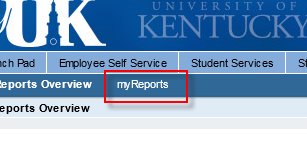 UNIVERSITY OF
UK KENTUCKY
nch Pad Employee Self Service Student Services
Reports Overview myReports
eports Overview